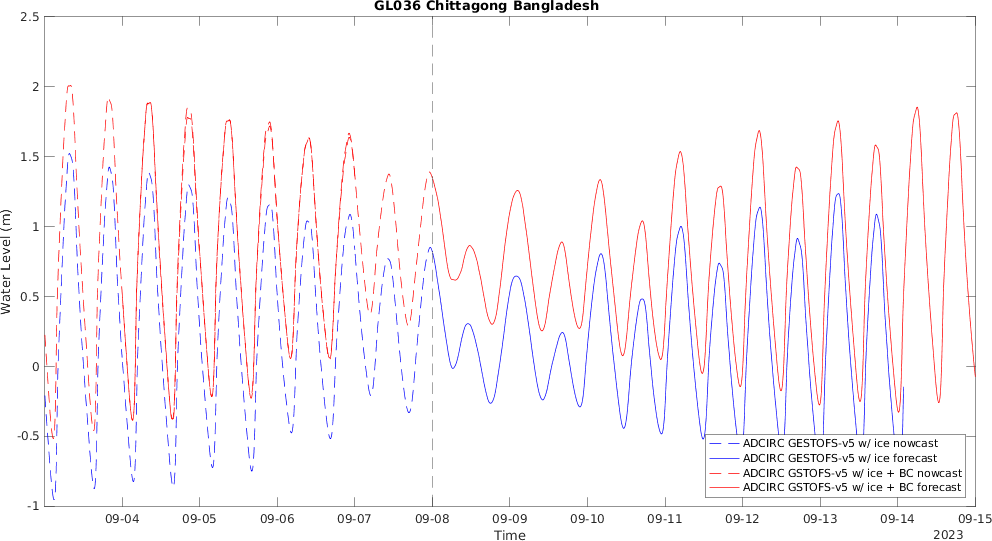 GL036 Chittagong Bangladesh
2.5
2
1.5
1
0.5
0
-0.5
-1
Water Level (m)
ADCIRC GESTOFS-v5 w/ ice nowcast
ADCIRC GESTOFS-v5 w/ ice forecast
ADCIRC GSTOFS-v5 w/ ice + BC nowcast
ADCIRC GSTOFS-v5 w/ ice + BC forecast
09-04 09-05 09-06 09-07 09-08 09-09 09-10 09-11 09-12 09-13 09-14 09-15
Time
2023